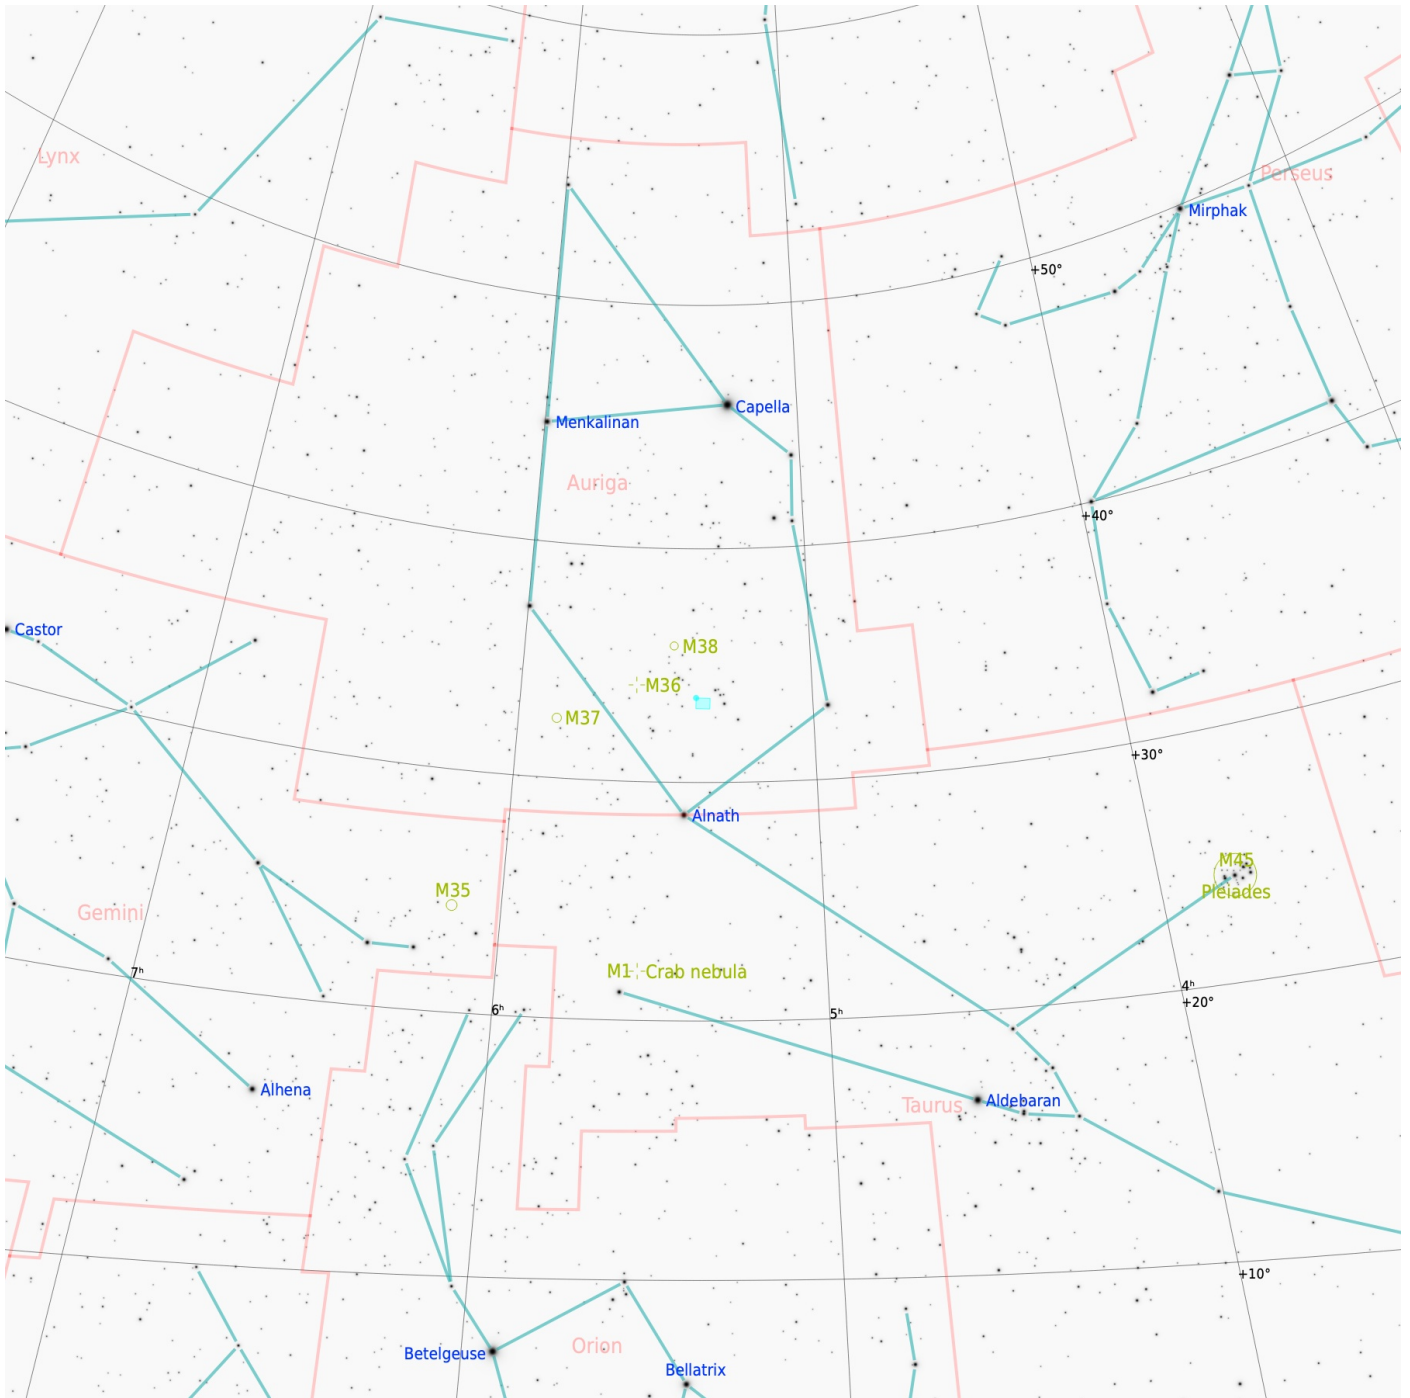 Lynx
Perseus
Mirphak
+50°
Capella
Menkalinan
Auriga
+40°
Castor
M38
M36
M37
+30°
Alnath
M45
Pleiades
M35
Gemini
7h
M1 Crab nebula
4h
+20°
6h
5h
Alhena
Taurus
Aldebaran
+10°
Orion
Betelgeuse
Bellatrix